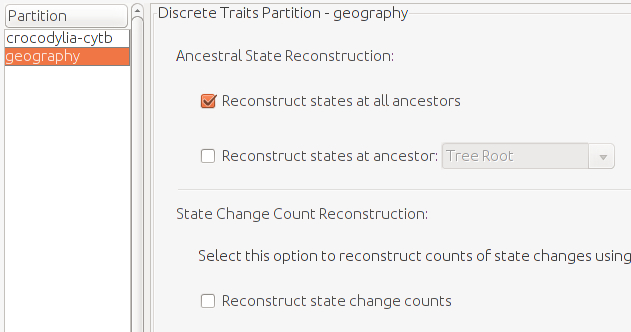 Partition
crocodylia-cytb
geography
Discrete Traits Partition - geography
Ancestral State Reconstruction:
Reconstruct states at all ancestors
Reconstruct states at ancestor: Tree Root
State Change Count Reconstruction:
Select this option to reconstruct counts of state changes using
Reconstruct state change counts